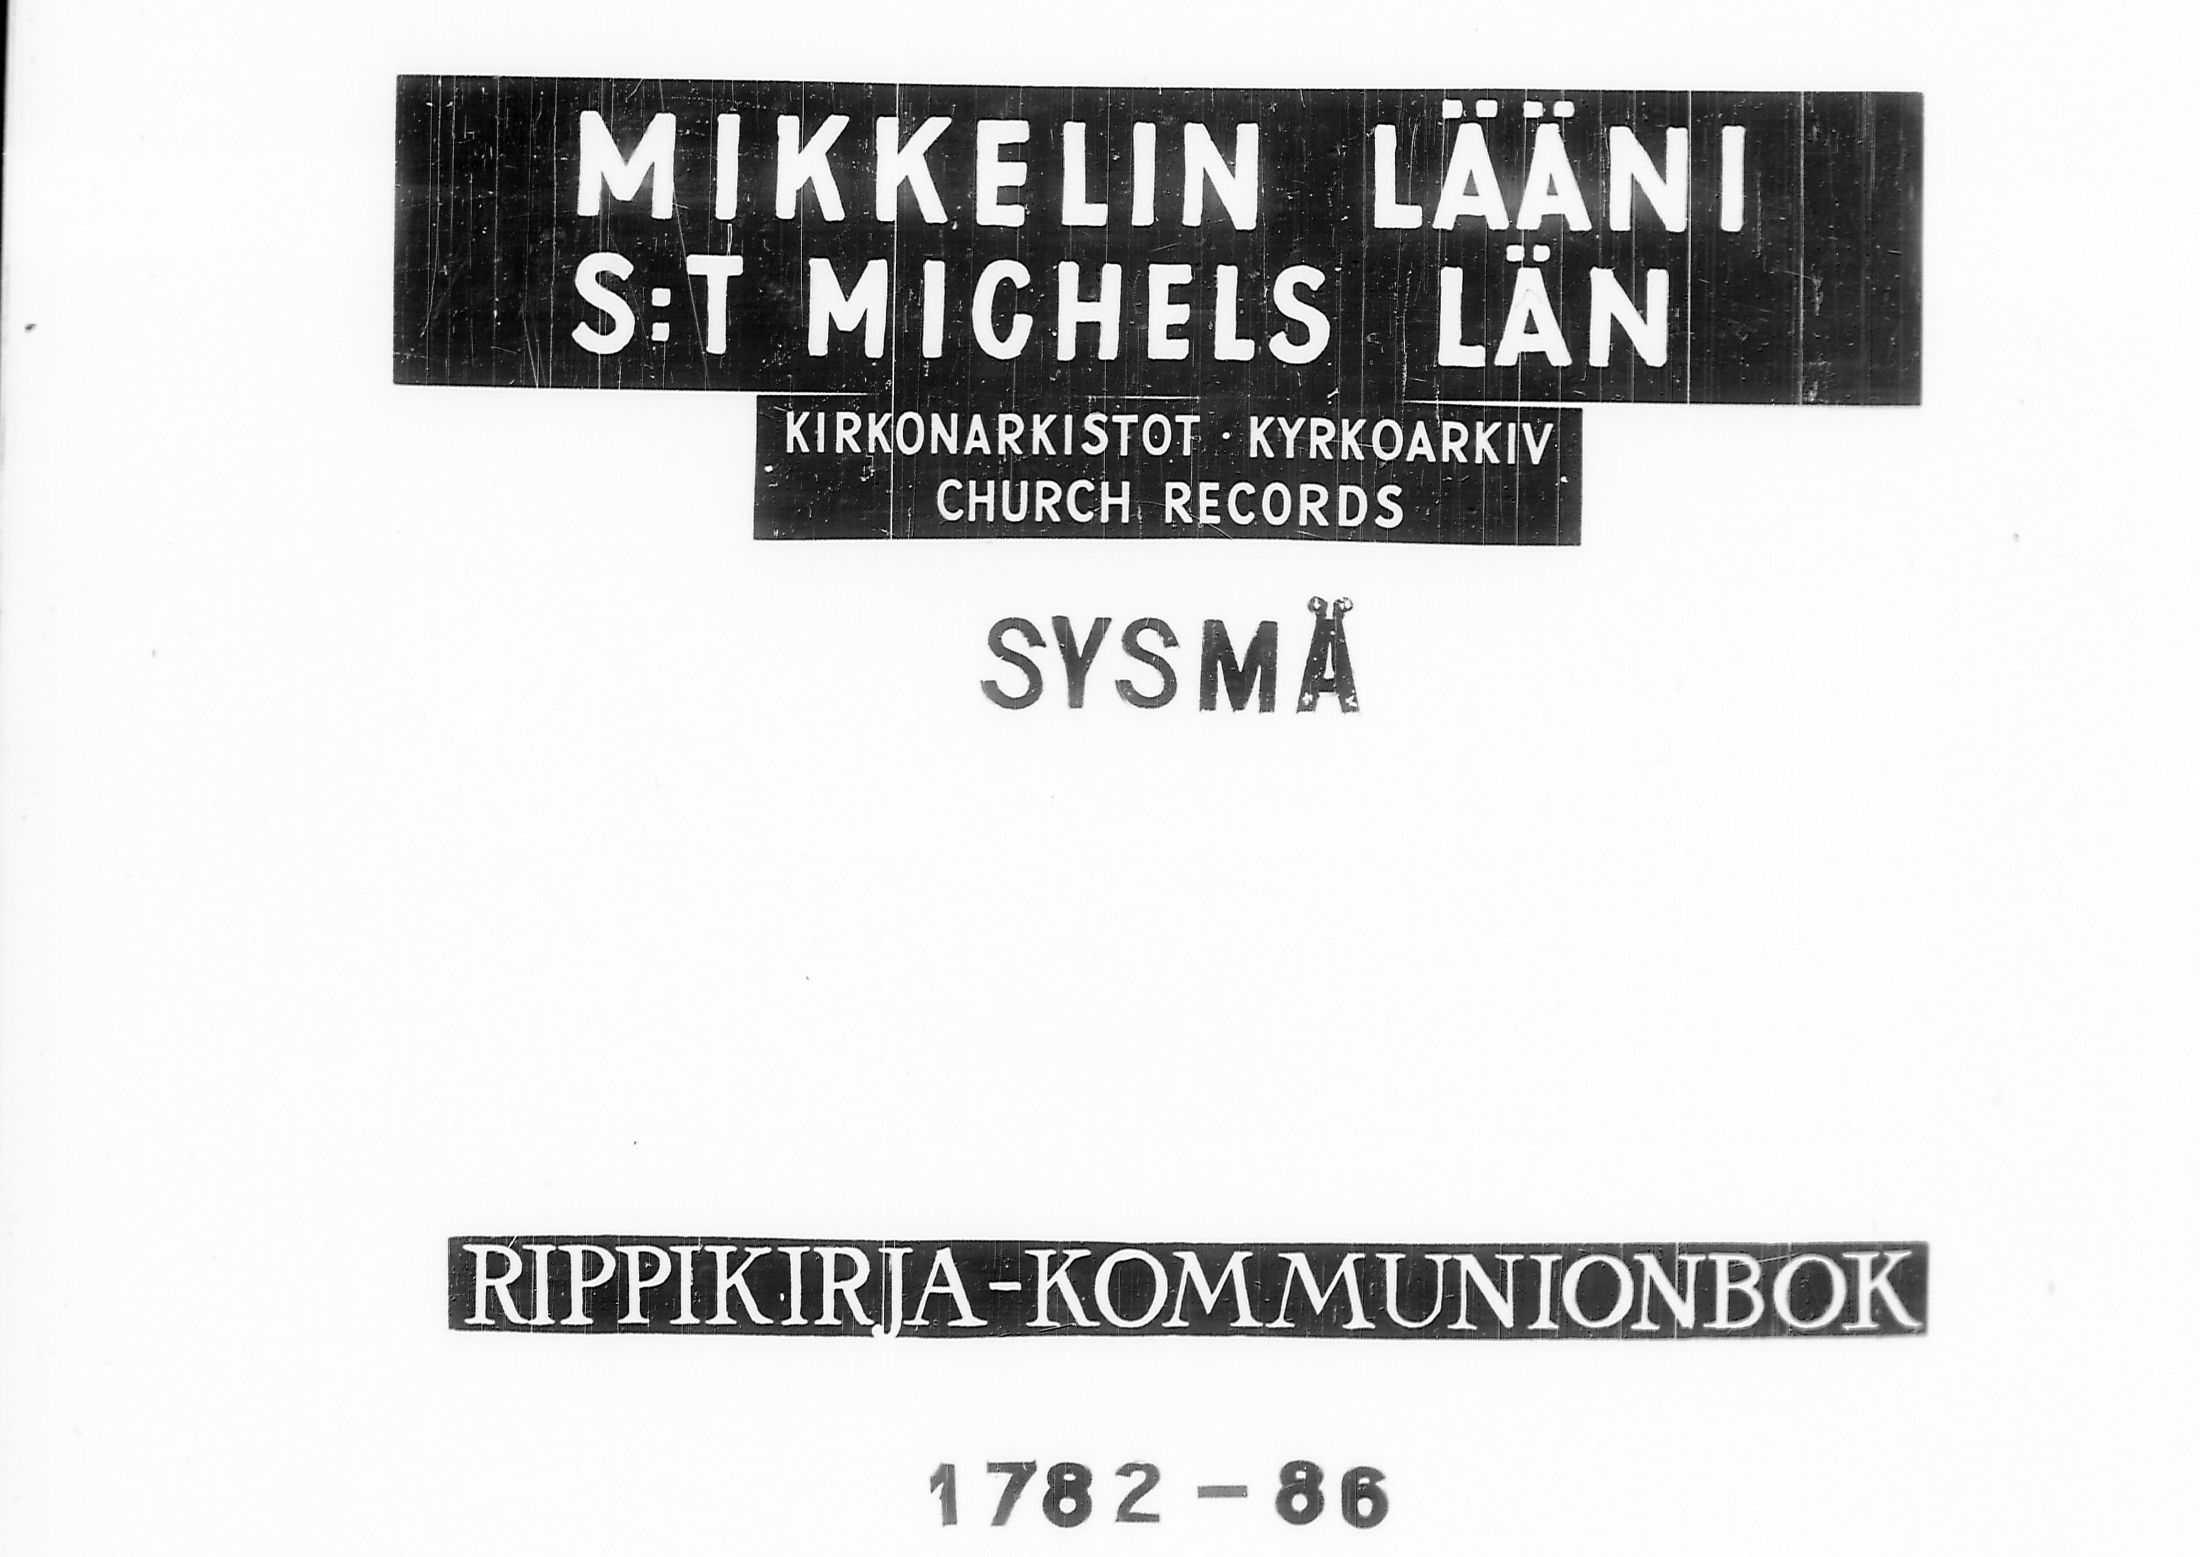 MIKKELIN LÄÄNI
S:T MICHELS LÄN
KIRKONARKISTOT · KYRKOARKIV
CHURCH RECORDS
SYSMÄ
RIPPIKIRJA-KOMMUNIONBOK
1782-86